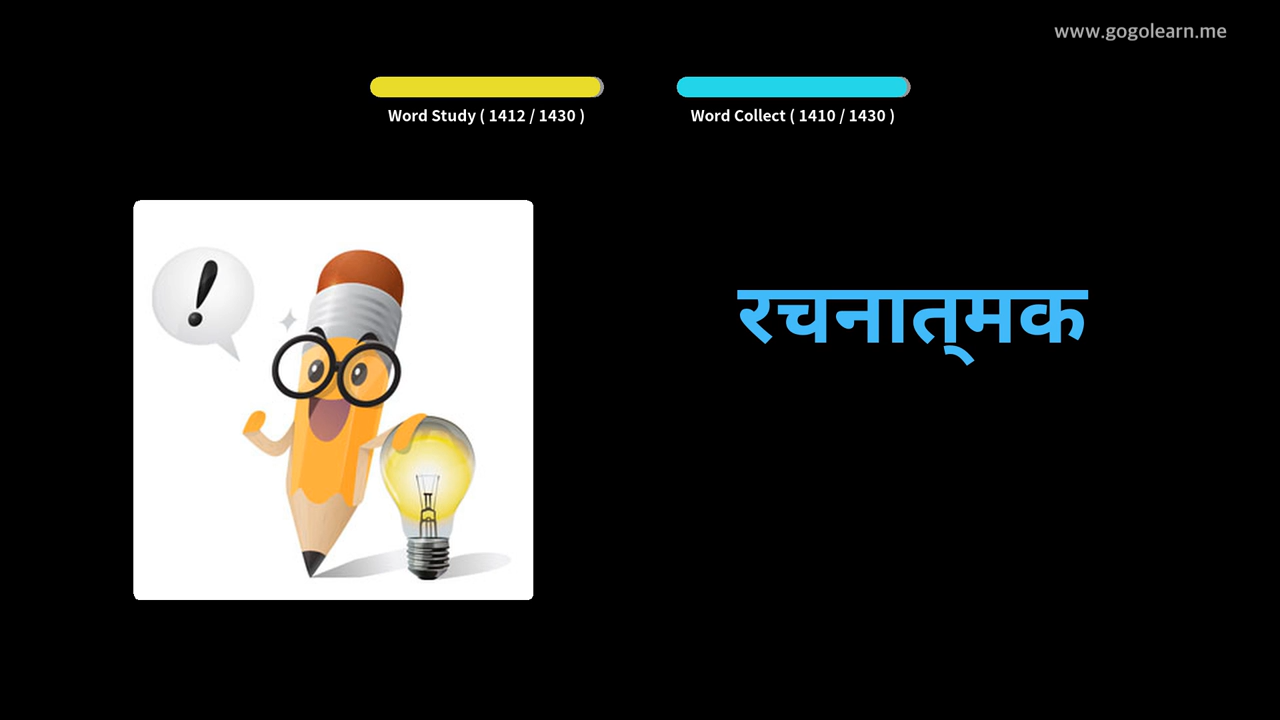 www.gogolearn.me
Word Study ( 1412 / 1430 )
Word Collect ( 1410 / 1430 )
!
रचनात्‌मक